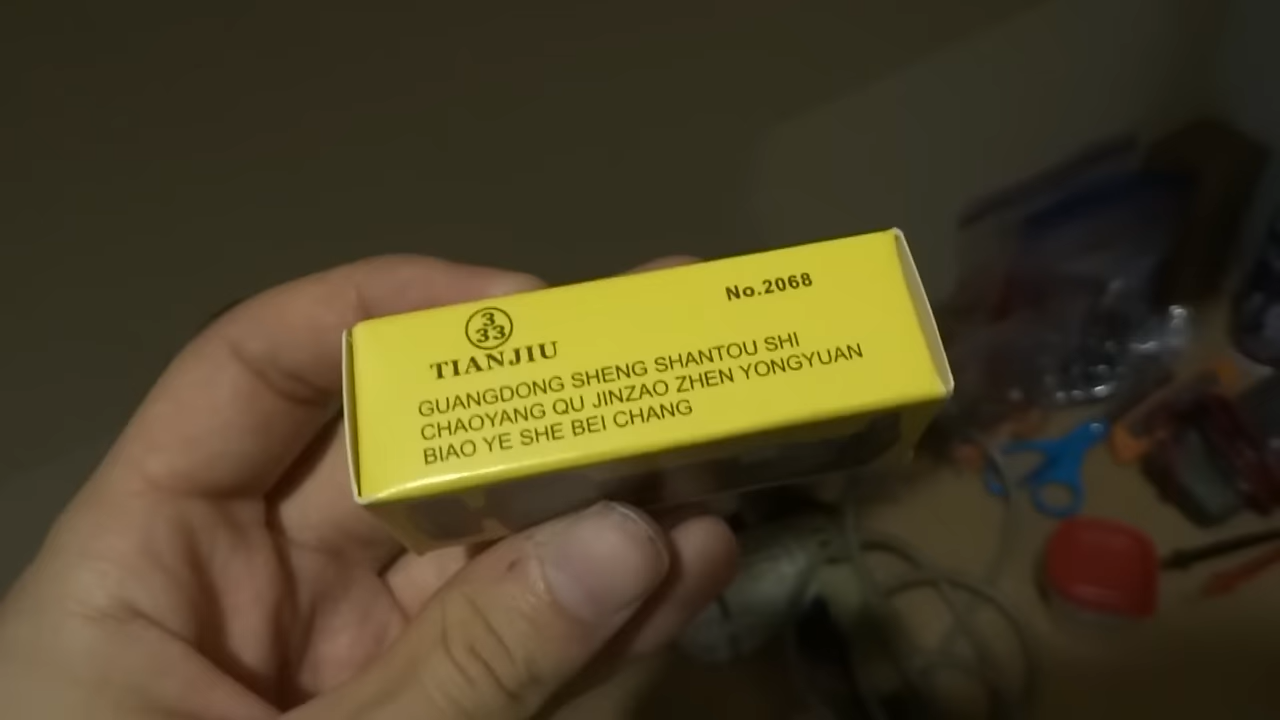 No.2068
3
33
TIANJIU
GUANGDONG SHENG SHANTOU SHI
CHAOYANG QU JINZAO ZHEN YONGYUAN
BIAO YE SHE BEI CHANG